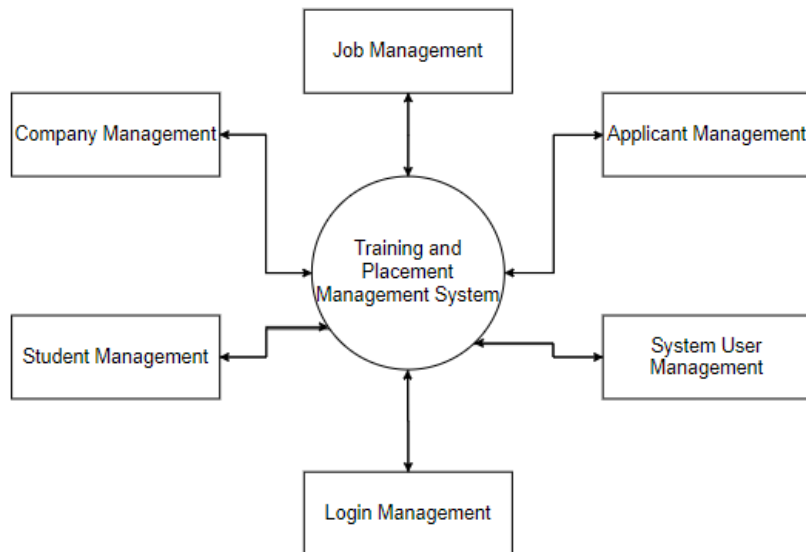 Job Management
Company Management
Applicant Management
Training and
Placement
Management System
Student Management
System User
Management
Login Management